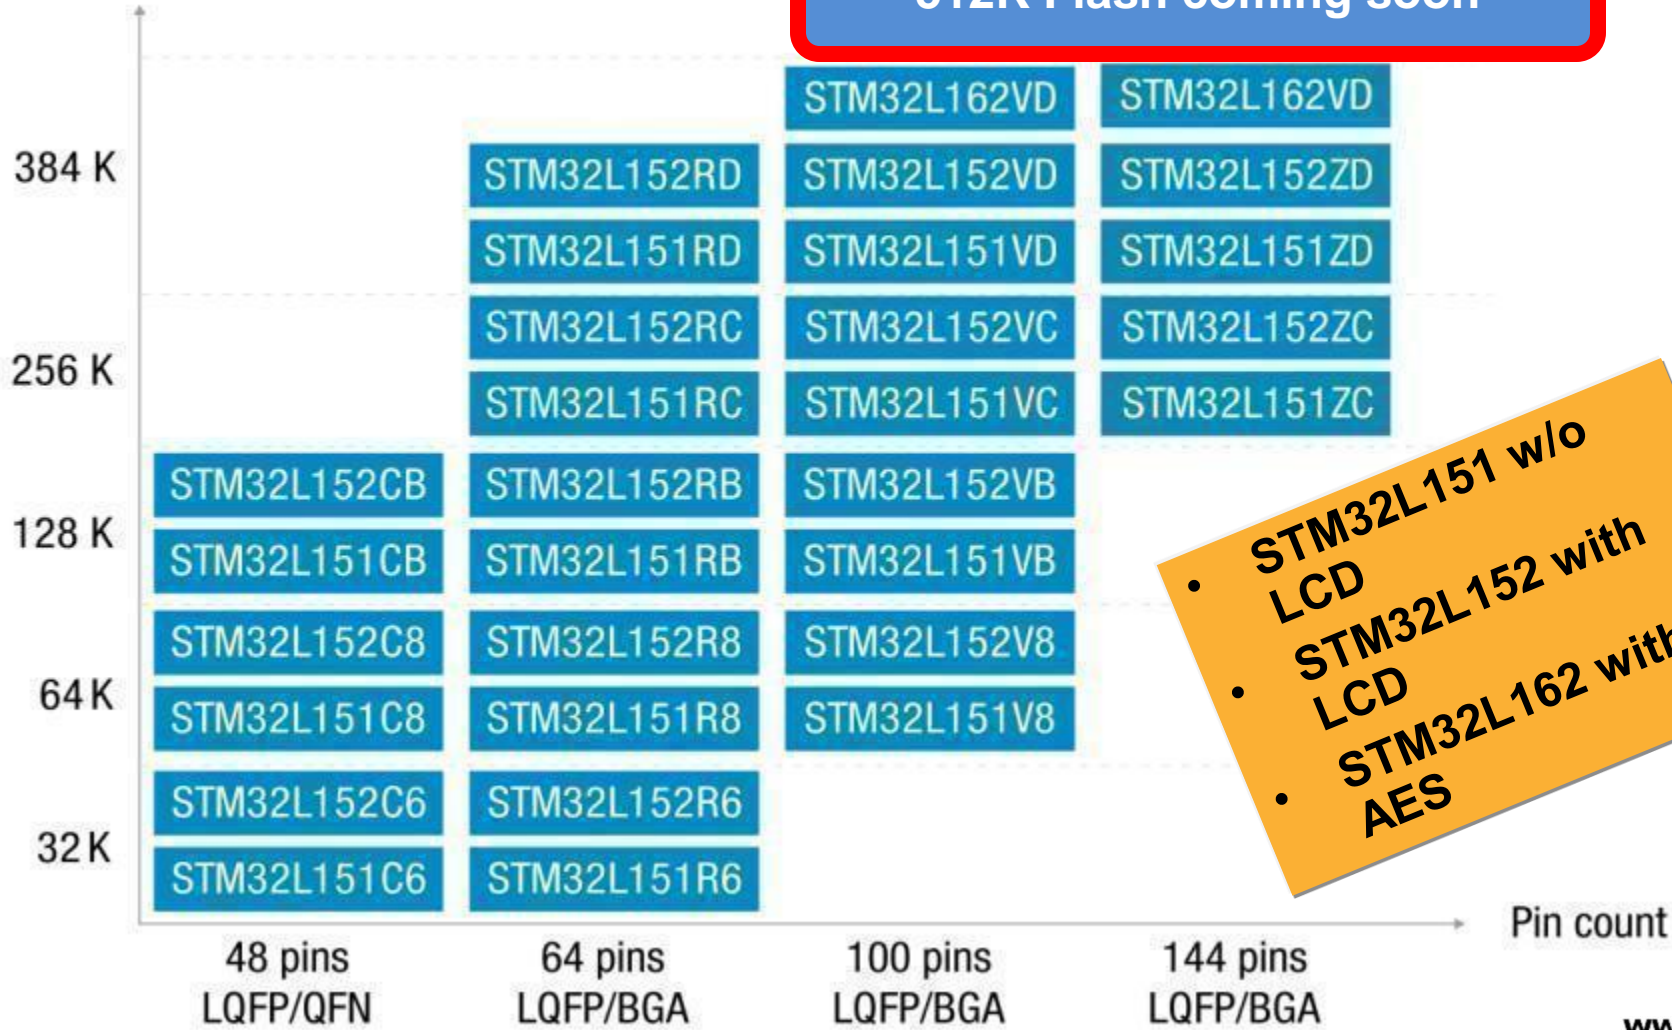 Flash coming soon
STM32L162VD STM32L162VD
384 K STM32L152RD STM32L152VD STM32L152ZD
STM32L151RD STM32L151VD STM32L151ZD
STM32L152RC STM32L152VC STM32L152ZC
256 K STM32L151RC STM32L151VC STM32L151ZC
STM32L152CB STM32L152RB STM32L152VB
128 K STM32L151CB STM32L151RB STM32L151VB
STM32L152C8 STM32L152R8 STM32L152V8
64 K STM32L151C8 STM32L151R8 STM32L151V8
STM32L152C6 STM32L152R6
32 K STM32L151C6 STM32L151R6
• STM32L151 w/o
LCD
• STM32L152 with
LCD
• STM32L162 with
AES
Pin count
48 pins 64 pins 100 pins 144 pins
LQFP/QFN LQFP/BGA LQFP/BGA LQFP/BGA